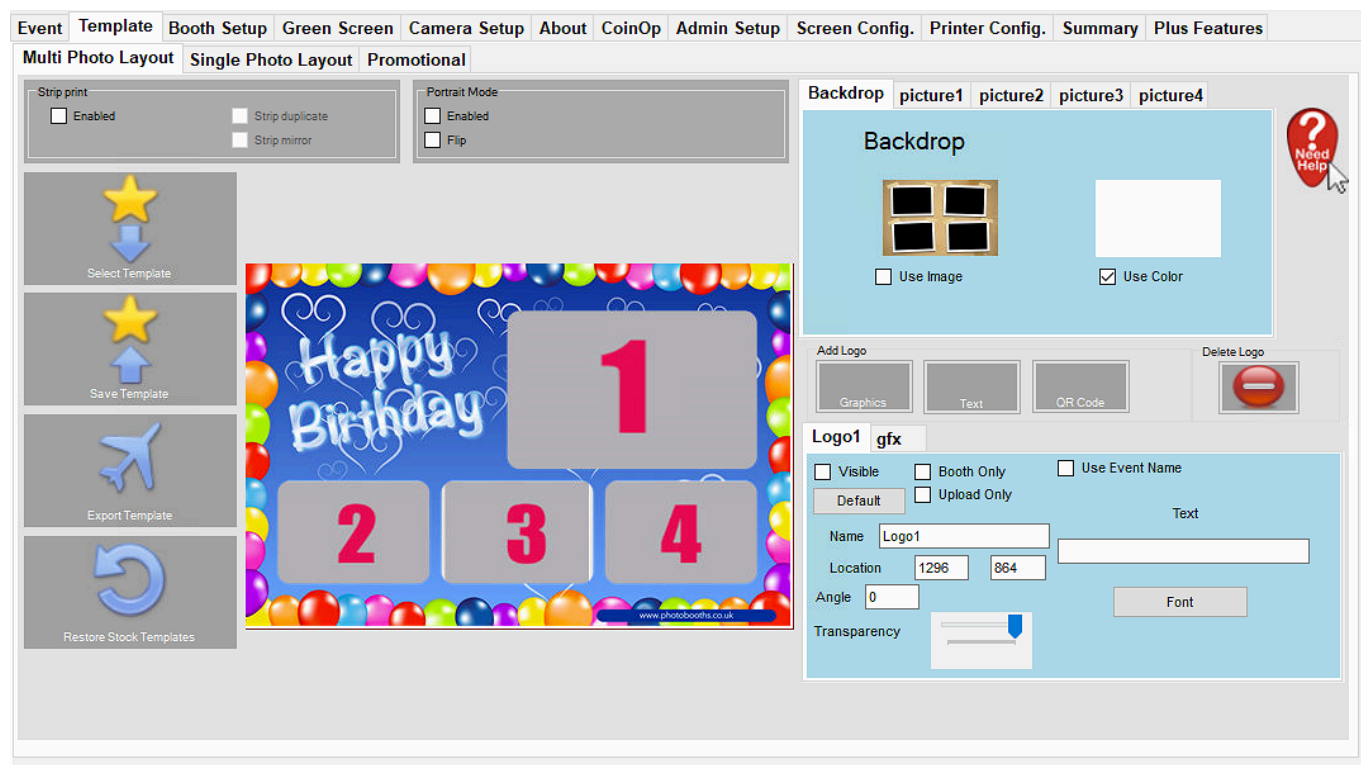 Event Template Booth Setup Green Screen Camera Setup About CoinOp Admin Setup Screen Config. Printer Config. Summary Plus Features
Multi Photo Layout Single Photo Layout Promotional
Strip print
Enabled Strip duplicate
Strip mirror
Portrait Mode
Enabled
Flip
Select Template
Save Template
Export Template
Restore Stock Templates
Happy
Birthday
1
2 3 4
www.photobooths.co.uk
Backdrop picture1 picture2 picture3 picture4
Backdrop
Use Image Use Color
Need
Help
Add Logo
Graphics Text QR Code
Delete Logo
Logo1 gfx
Visible Booth Only Use Event Name
Default Upload Only
Text
Name Logo1
Location 1296 864
Angle 0
Font
Transparency